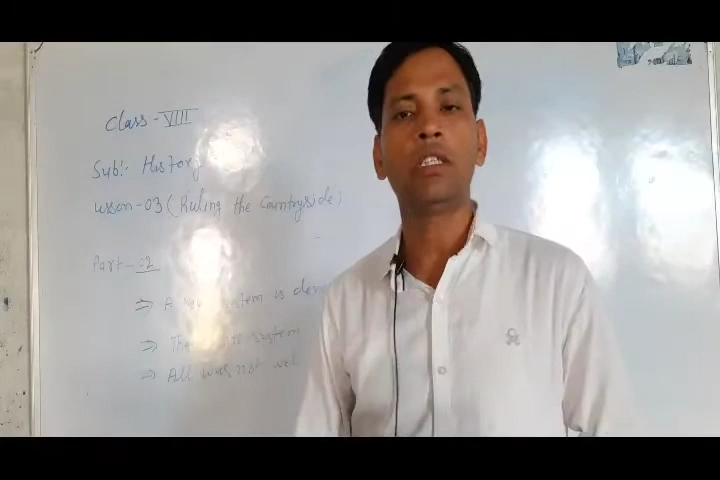 Class - VIII
Sub:- History
lesson-03 (Ruling the Countryside)
Part - 02
⇒ A new system is
⇒ The system
⇒ All was not well